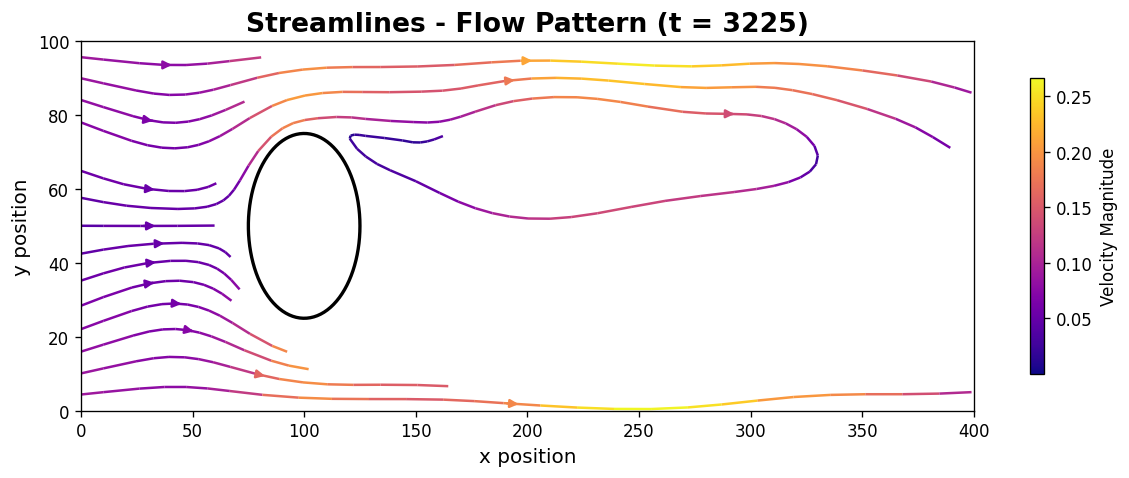 Streamlines - Flow Pattern (t = 3225)
100
80
60
40
20
0
y position
0 50 100 150 200 250 300 350 400
x position
0.25
0.20
0.15
0.10
0.05
Velocity Magnitude